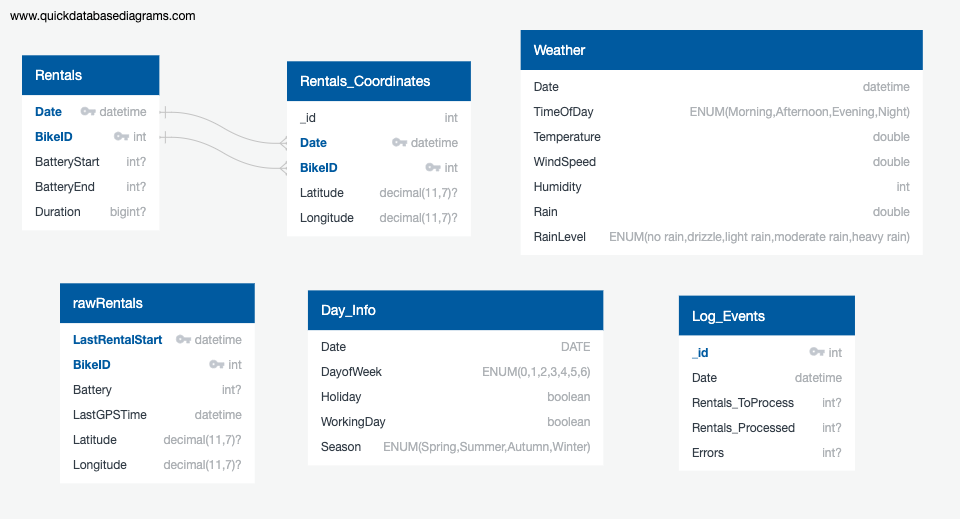 www.quickdatabasediagrams.com
Rentals
Date datetime
BikeID int
BatteryStart int?
BatteryEnd int?
Duration bigint?
Rentals_Coordinates
_id int
Date datetime
BikeID int
Latitude decimal(11,7)?
Longitude decimal(11,7)?
Weather
Date datetime
TimeOfDay ENUM(Morning,Afternoon,Evening,Night)
Temperature double
WindSpeed double
Humidity int
Rain double
RainLevel ENUM(no rain,drizzle,light rain,moderate rain,heavy rain)
rawRentals
LastRentalStart datetime
BikeID int
Battery int?
LastGPSTime datetime
Latitude decimal(11,7)?
Longitude decimal(11,7)?
Day_Info
Date DATE
DayofWeek ENUM(0,1,2,3,4,5,6)
Holiday boolean
WorkingDay boolean
Season ENUM(Spring,Summer,Autumn,Winter)
Log_Events
_id int
Date datetime
Rentals_ToProcess int?
Rentals_Processed int?
Errors int?